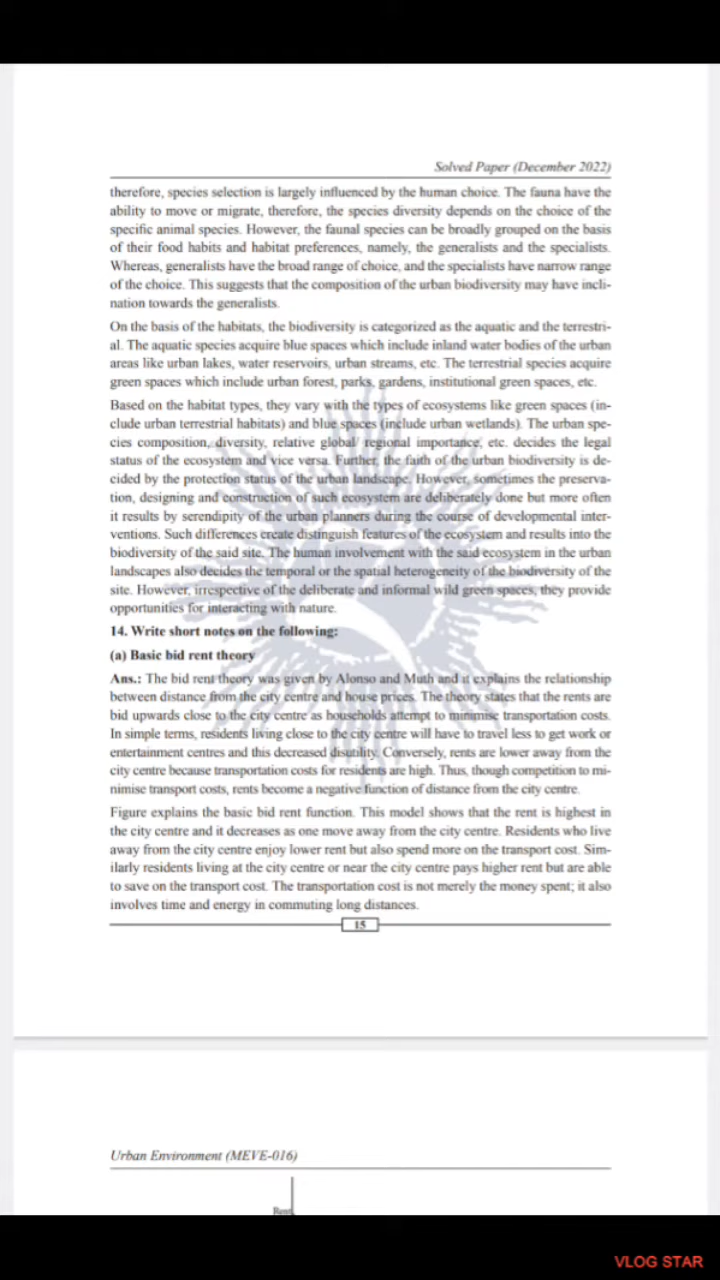 Solved Paper (December 2022)
therefore, species selection is largely influenced by the human choice. The fauna have the
ability to move or migrate, therefore, the species diversity depends on the choice of the
specific animal species. However, the faunal species can be broadly grouped on the basis
of their food habits and habitat preferences, namely, the generalists and the specialists.
Whereas, generalists have the broad range of choice, and the specialists have narrow range
of the choice. This suggests that the composition of the urban biodiversity may have incli-
nation towards the generalists.
On the basis of the habitats, the biodiversity is categorized as the aquatic and the terrestri-
al. The aquatic species acquire blue spaces which include inland water bodies of the urban
areas like urban lakes, water reservoirs, urban streams, etc. The terrestrial species acquire
green spaces which include urban forest, parks, gardens, institutional green spaces, etc.
Based on the habitat types, they vary with the types of ecosystems like green spaces (in-
clude urban terrestrial habitats) and blue spaces (include urban wetlands). The urban spe-
cies composition, diversity, relative global regional importance, etc. decides the legal
status of the ecosystem and vice versa. Further, the faith of the urban biodiversity is de-
cided by the protection status of the urban landscape. However, sometimes the preserva-
tion, designing and construction of such ecosystem are deliberately done but more often
it results by serendipity of the urban planners during the course of developmental inter-
ventions. Such differences create distinguish features of the ecosystem and results into the
biodiversity of the said site. The human involvement with the said ecosystem in the urban
landscapes also decides the temporal or the spatial heterogeneity of the biodiversity of the
site. However, irrespective of the deliberate and informal wild green spaces, they provide
opportunities for interacting with nature.
14. Write short notes on the following:
(a) Basic bid rent theory
Ans.: The bid rent theory was given by Alonso and Muth and it explains the relationship
between distance from the city centre and house prices. The theory states that the rents are
bid upwards close to the city centre as households attempt to minimise transportation costs.
In simple terms, residents living close to the city centre will have to travel less to get work or
entertainment centres and this decreased disutility. Conversely, rents are lower away from the
city centre because transportation costs for residents are high. Thus, though competition to mi-
nimise transport costs, rents become a negative function of distance from the city centre.
Figure explains the basic bid rent function. This model shows that the rent is highest in
the city centre and it decreases as one move away from the city centre. Residents who live
away from the city centre enjoy lower rent but also spend more on the transport cost. Sim-
ilarly residents living at the city centre or near the city centre pays higher rent but are able
to save on the transport cost. The transportation cost is not merely the money spent; it also
involves time and energy in commuting long distances.
15
Urban Environment (MEVE-016)
Rent
VLOG STAR